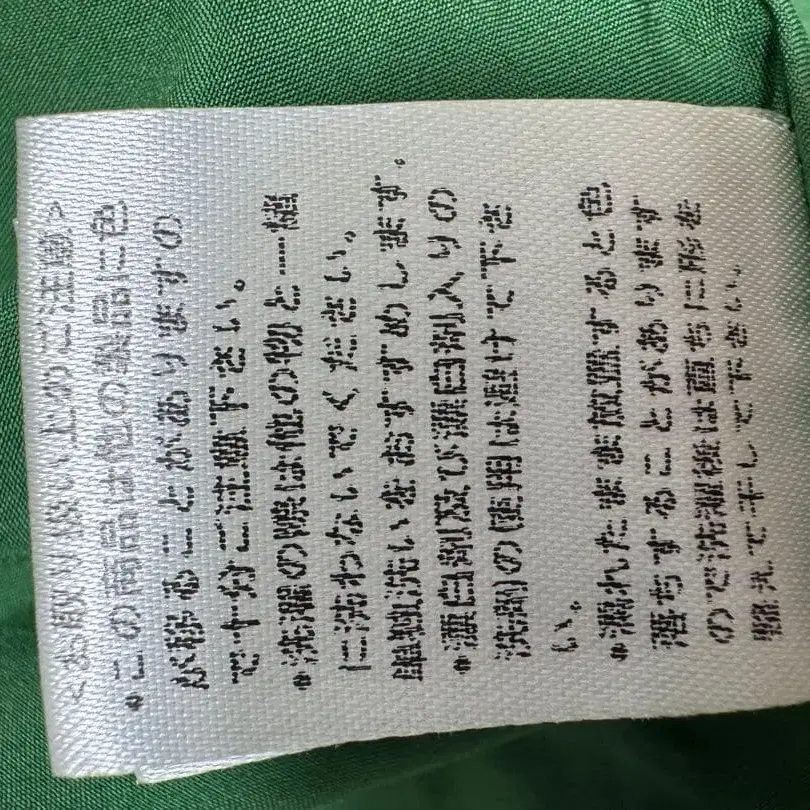 <お取り扱い上のご注意>
●この商品は他の製品に色
が移ることがありますの
で十分ご注意下さい。
●洗濯の際は他の物と一緒
に洗わないでください。
単独洗いをおすすめします。
●漂白剤及び漂白剤入りの
洗剤の使用は避けて下さ
い。
●濡れたまま放置すると色
落ちすることがあります
ので洗濯後は直ちに形を
整えて干して下さい。